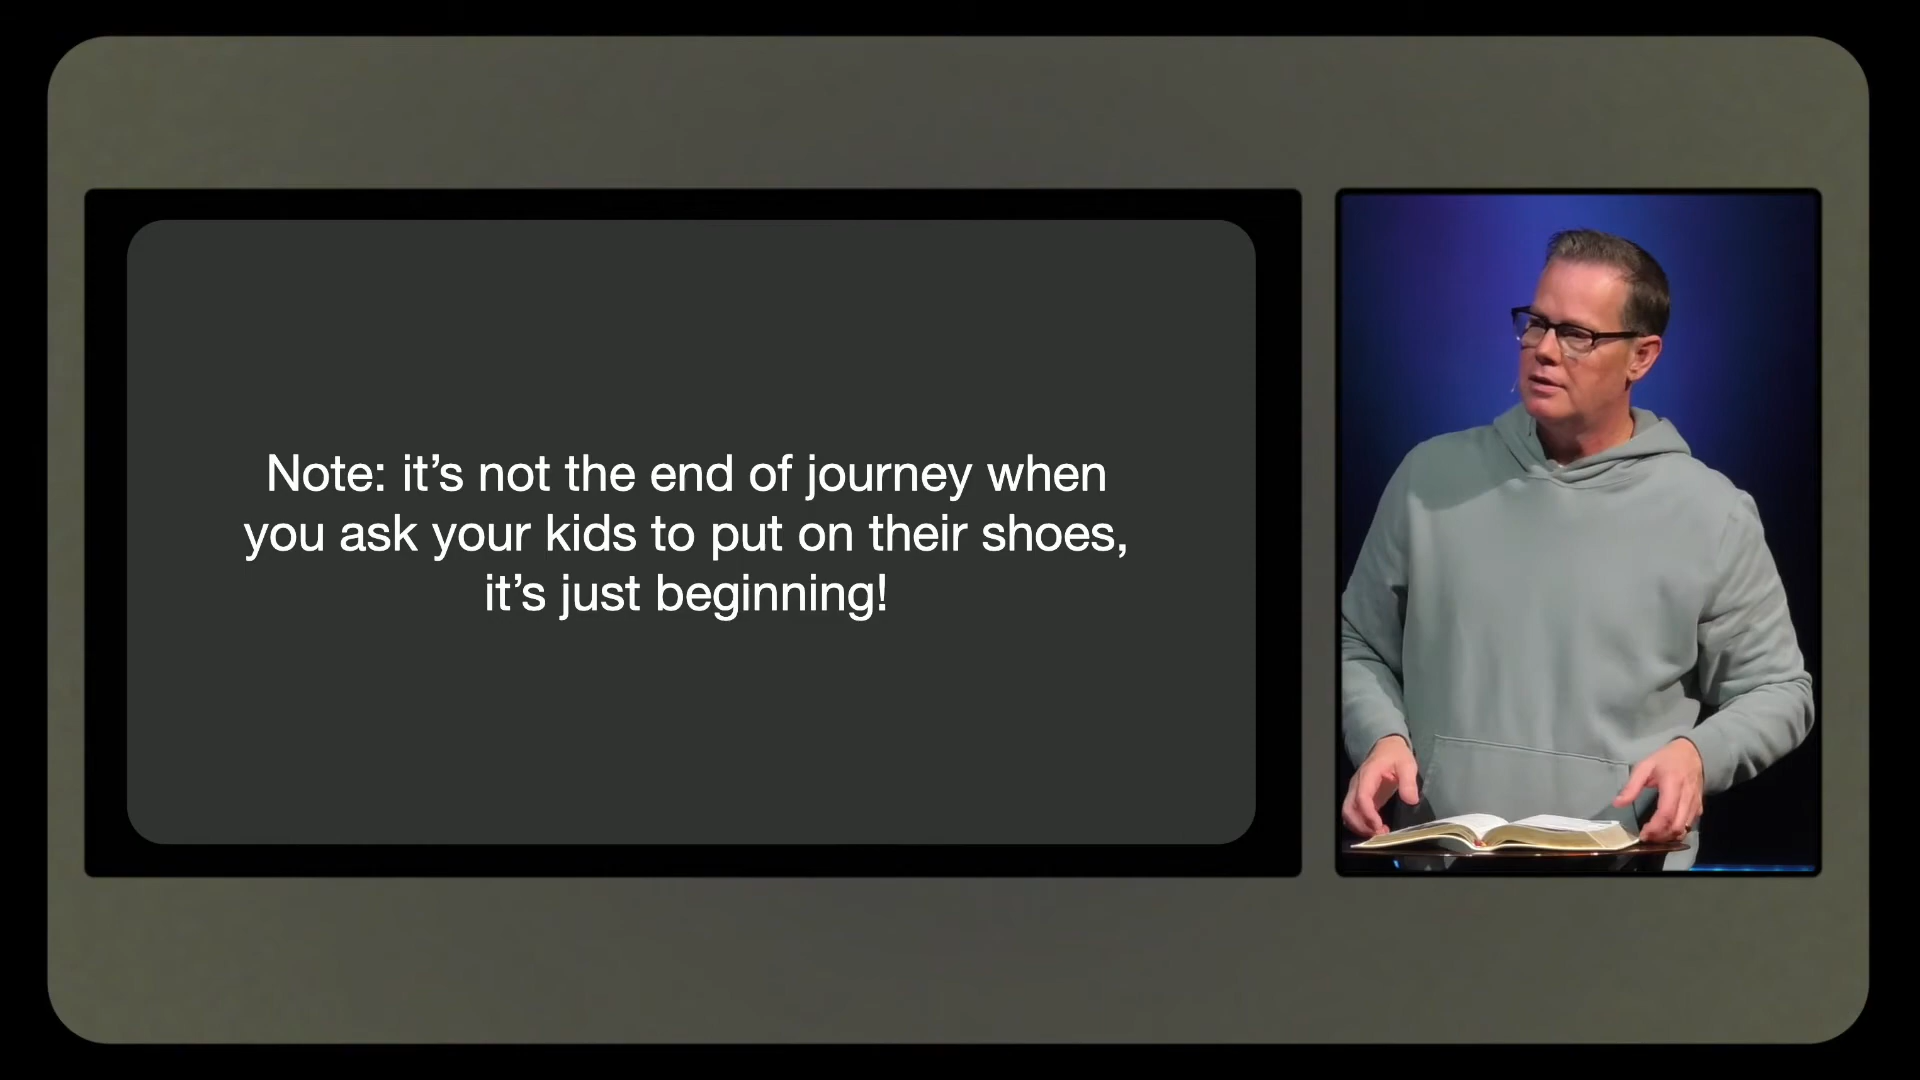 Note: it’s not the end of journey when
you ask your kids to put on their shoes,
it’s just beginning!